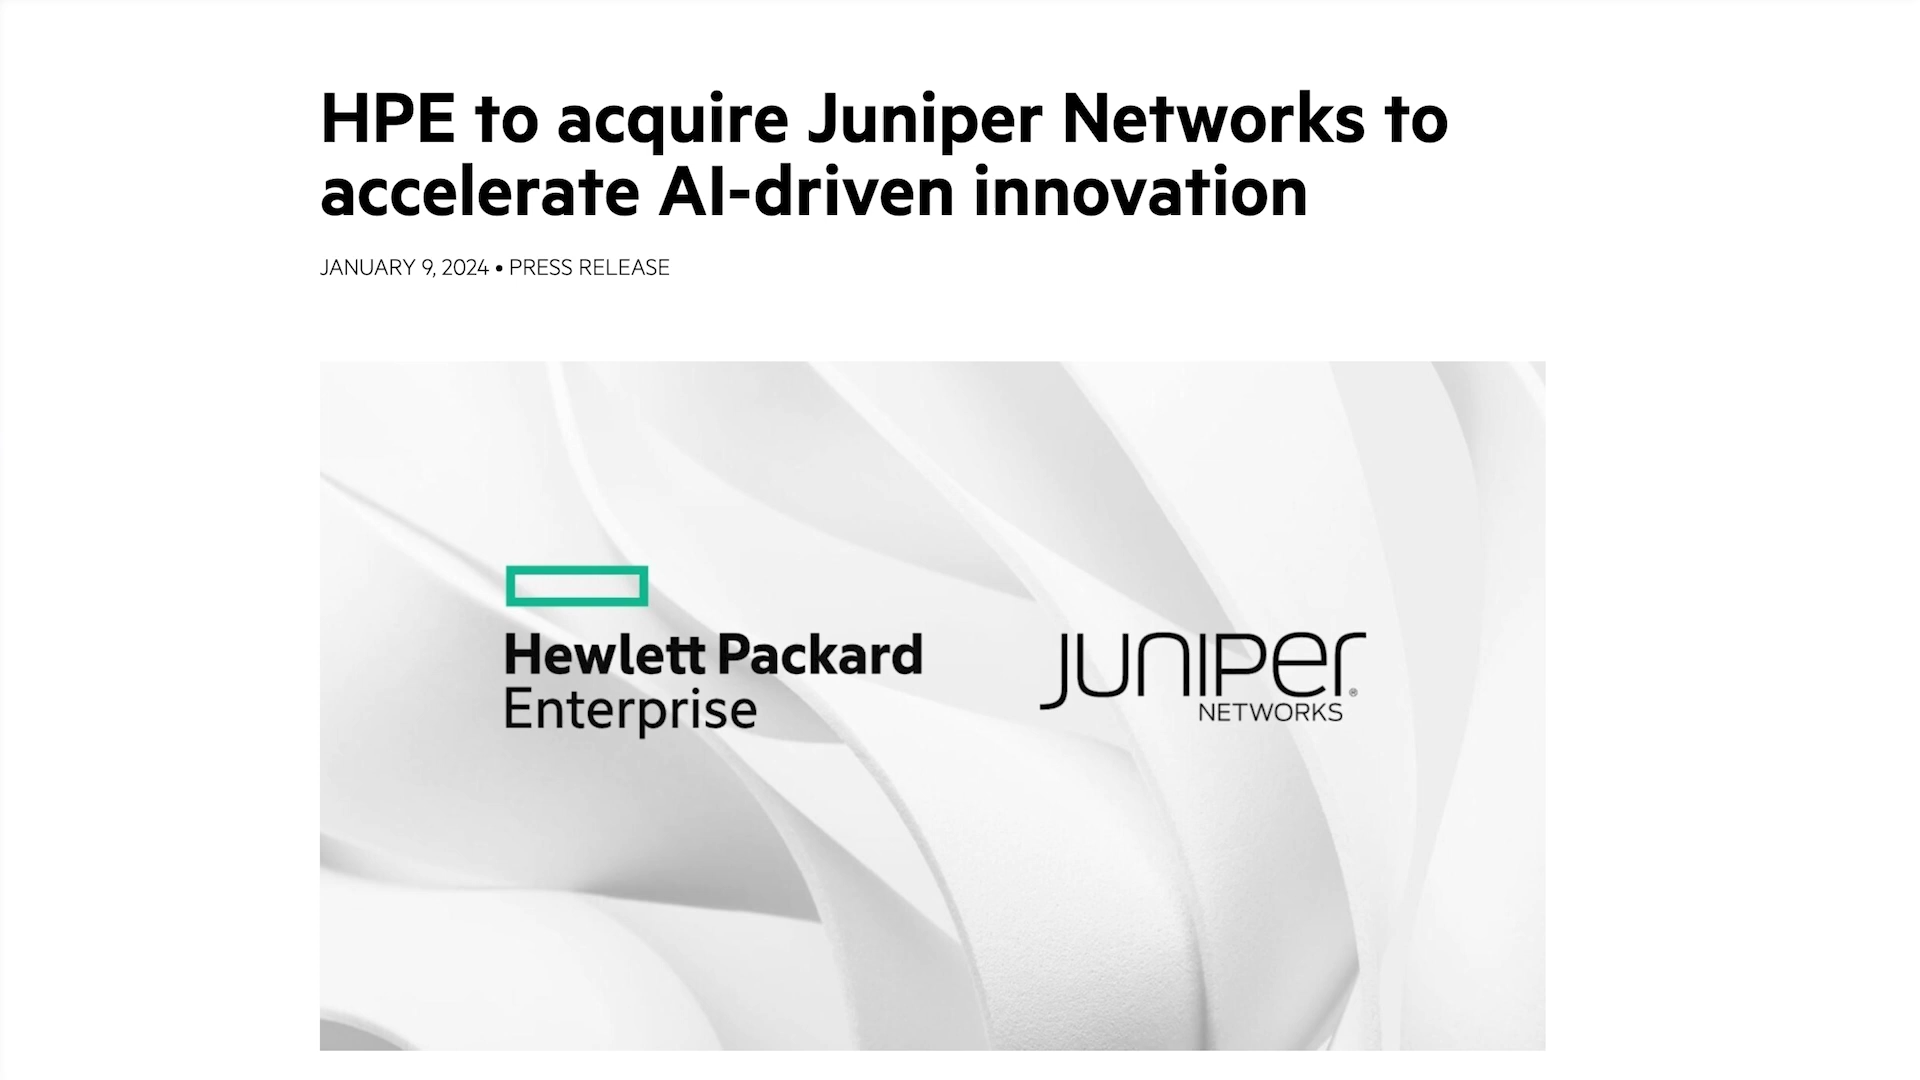 HPE to acquire Juniper Networks to
accelerate AI-driven innovation
JANUARY 9, 2024 • PRESS RELEASE
Hewlett Packard
Enterprise
JUNIPer®
NETWORKS